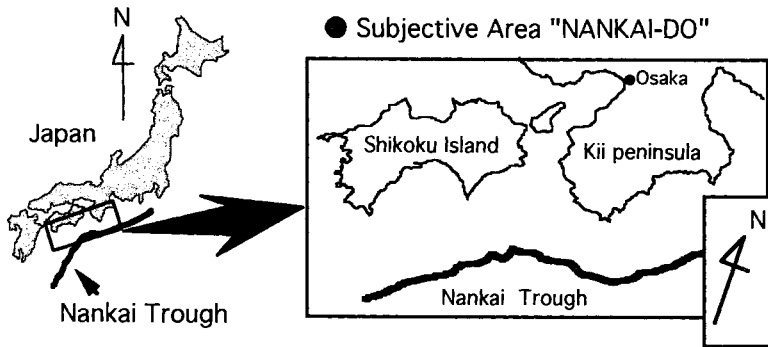 N
Japan
Nankai Trough
● Subjective Area "NANKAI-DO"
Osaka
Shikoku Island
Kii peninsula
Nankai Trough
N